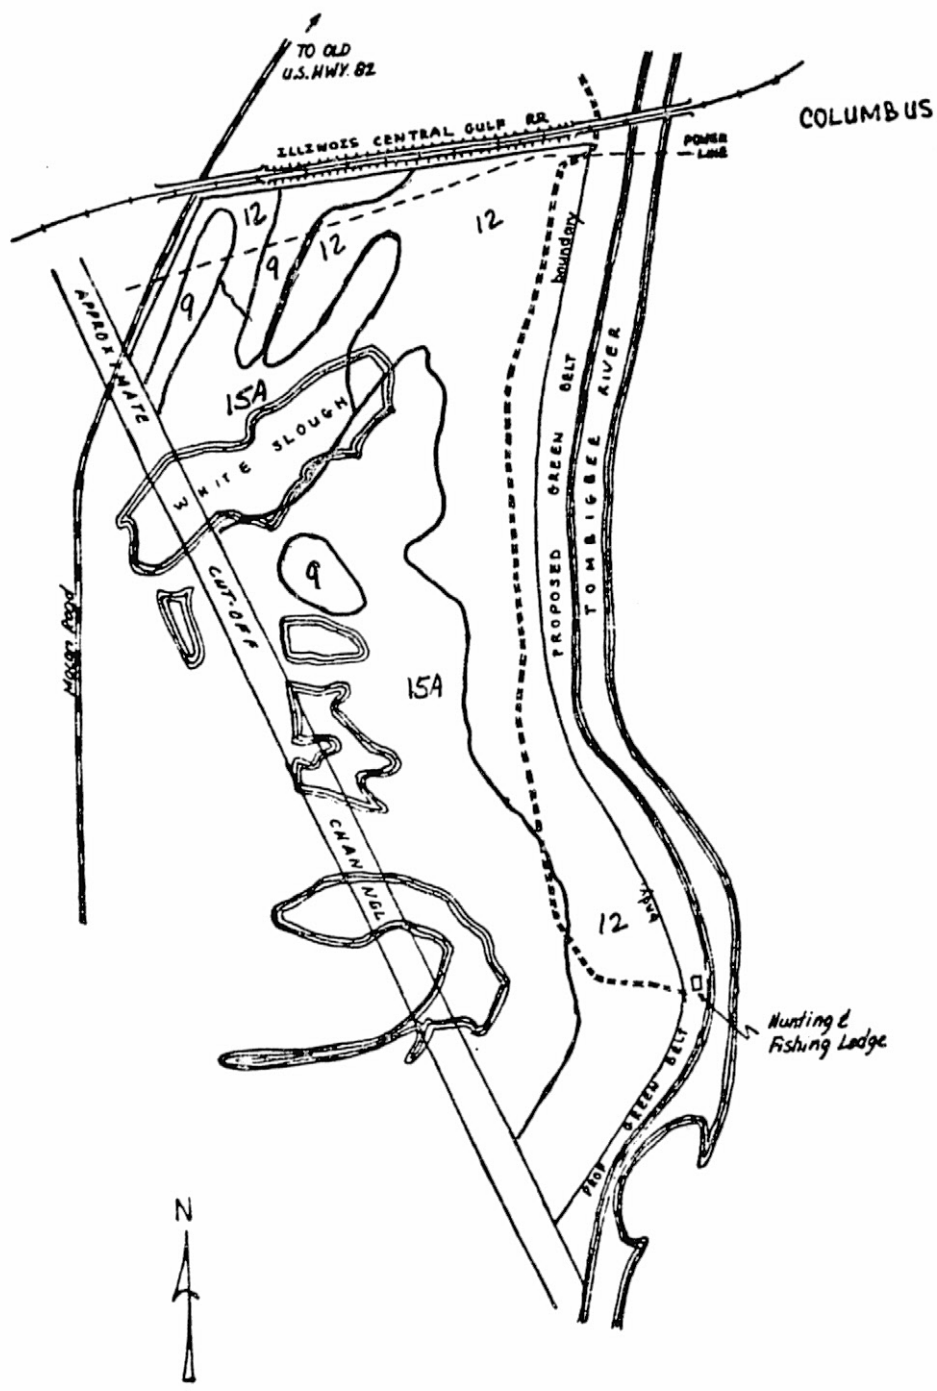 TO OLD
U.S. HWY. 82
COLUMBUS
ILLINOIS CENTRAL GULF RR
POWER
LINE
12
12
12
9
9
boundary
APPROXIMATE
15A
WHITE SLOUGH
PROPOSED GREEN BELT
TOMBIGBEE RIVER
9
CUT-OFF
15A
CHANNEL
12
bndy
Hunting &
Fishing Lodge
PROP GREEN BELT
N